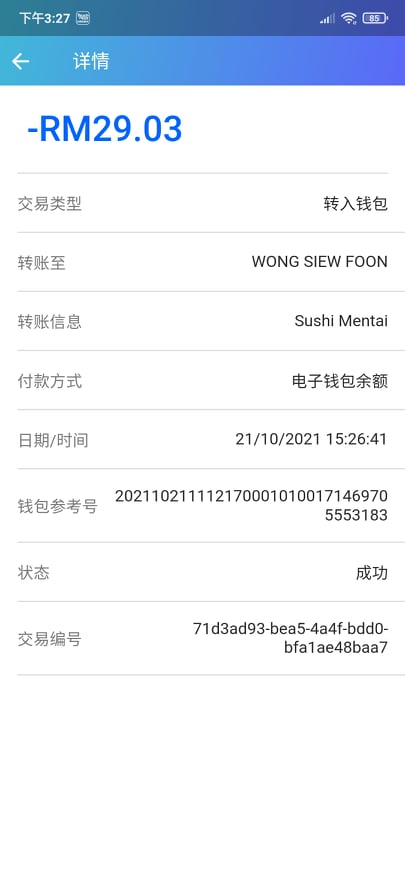 下午3:27
85
详情
-RM29.03
交易类型
转入钱包
转账至
WONG SIEW FOON
转账信息
Sushi Mentai
付款方式
电子钱包余额
日期/时间
21/10/2021 15:26:41
钱包参考号
202110211112170001010017146970
5553183
状态
成功
交易编号
71d3ad93-bea5-4a4f-bdd0-
bfa1ae48baa7